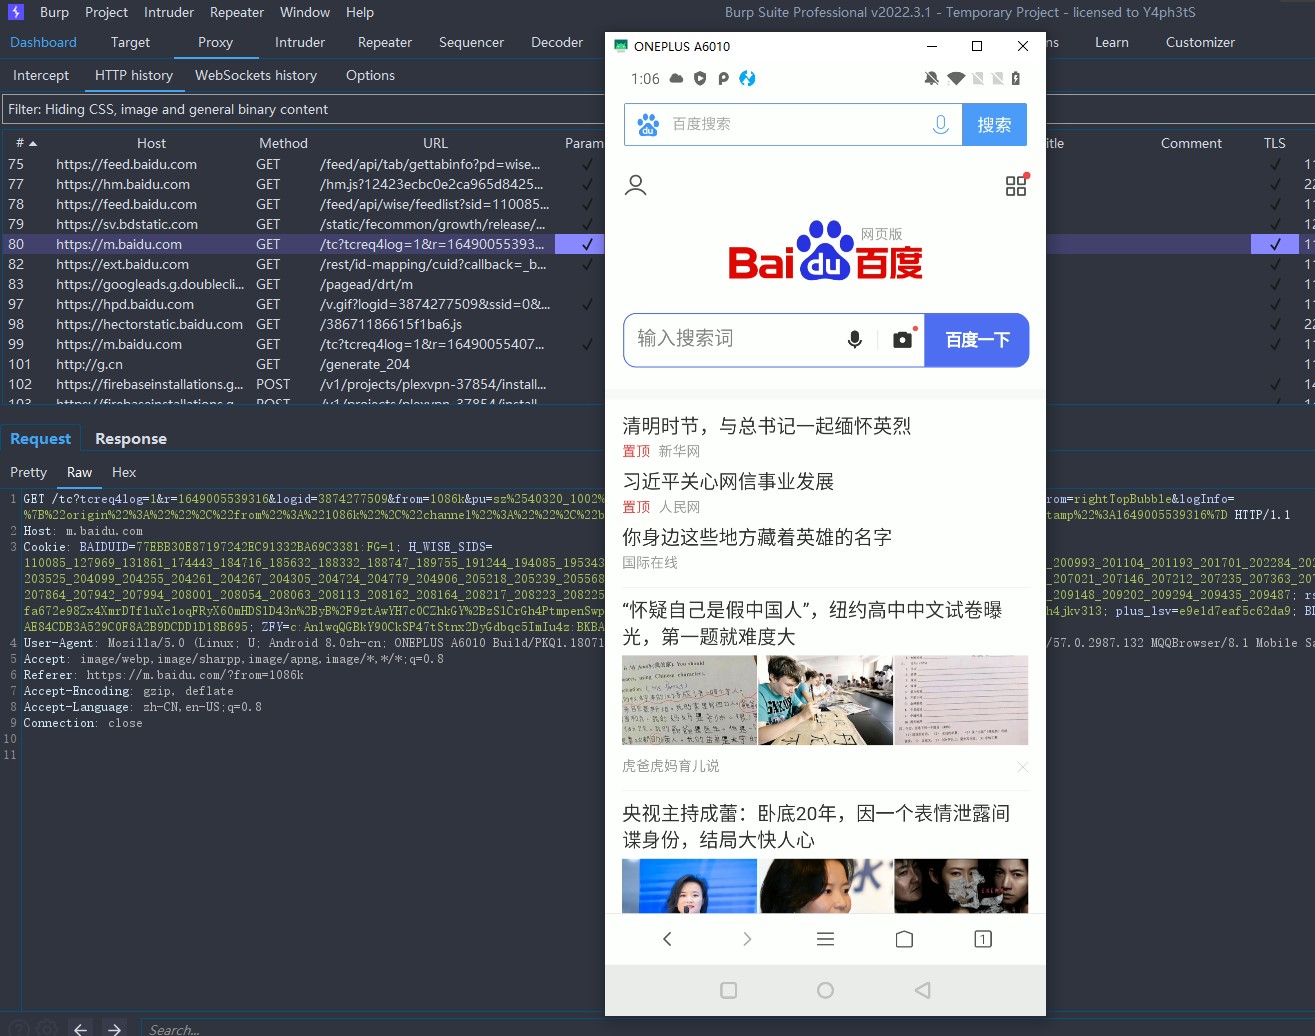 Burp Project Intruder Repeater Window Help
Burp Suite Professional v2022.3.1 - Temporary Project - licensed to Y4ph3tS
Dashboard Target Proxy Intruder Repeater Sequencer Decoder
ns Learn Customizer
Intercept HTTP history WebSockets history Options
Filter: Hiding CSS, image and general binary content
# Host Method URL Param
itle Comment TLS
75 https://feed.baidu.com GET /feed/api/tab/gettabinfo?pd=wise... ✓
77 https://hm.baidu.com GET /hm.js?12423ecbc0e2ca965d8425... ✓
78 https://feed.baidu.com GET /feed/api/wise/feedlist?sid=110085... ✓
79 https://sv.bdstatic.com GET /static/fecommon/growth/release/... ✓
80 https://m.baidu.com GET /tc?tcreq4log=1&r=16490055393... ✓
82 https://ext.baidu.com GET /rest/id-mapping/cuid?callback=_b... ✓
83 https://googleads.g.doublecli... GET /pagead/drt/m
97 https://hpd.baidu.com GET /v.gif?logid=3874277509&ssid=0&... ✓
98 https://hectorstatic.baidu.com GET /38671186615f1ba6.js
99 https://m.baidu.com GET /tc?tcreq4log=1&r=16490055407... ✓
101 http://g.cn GET /generate_204
102 https://firebaseinstallations.g... POST /v1/projects/plexvpn-37854/install...
103 https://firebaseinstallations.g... POST /v1/projects/plexvpn-37854/install...
Request Response
Pretty Raw Hex
1 GET /tc?tcreq4log=1&r=1649005539316&logid=3874277509&from=1086k&pu=sz%2540320_1002%
rom=rightTopBubble&logInfo=
%7B%22origin%22%3A%22%22%2C%22from%22%3A%221086k%22%2C%22channel%22%3A%22%22%2C%22b
tamp%22%3A1649005539316%7D HTTP/1.1
2 Host: m.baidu.com
3 Cookie: BAIDUID=77EBB30E87197242EC91332BA69C3381:FG=1; H_WISE_SIDS=
110085_127969_131861_174443_184716_185632_188332_188747_189755_191244_194085_195343
_200993_201104_201193_201701_202284_20
203525_204099_204255_204261_204267_204305_204724_204779_204906_205218_205239_205568
_207021_207146_207212_207235_207363_207
207864_207942_207994_208001_208054_208063_208113_208162_208164_208217_208223_208225
_209148_209202_209294_209435_209487; rs
h4jkv313; plus_lsv=e9e1d7eaf5c62da9; BD
AE84CDB3A529C0F8A2B9DCDD1D18B695; ZFY=c:AnlwqQGBkY90CkSP47tStnx2DyGdbqc5ImIu4z:BKBA
4 User-Agent: Mozilla/5.0 (Linux; U; Android 8.0zh-cn; ONEPLUS A6010 Build/PKQ1.18071
/57.0.2987.132 MQQBrowser/8.1 Mobile Sa
5 Accept: image/webp,image/sharpp,image/apng,image/*,*/*;q=0.8
6 Referer: https://m.baidu.com/?from=1086k
7 Accept-Encoding: gzip, deflate
8 Accept-Language: zh-CN,en-US;q=0.8
9 Connection: close
10
11
Search...
ONEPLUS A6010
1:06
百度搜索 搜索
网页版
Bai du 百度
输入搜索词 百度一下
清明时节，与总书记一起缅怀英烈
置顶 新华网
习近平关心网信事业发展
置顶 人民网
你身边这些地方藏着英雄的名字
国际在线
“怀疑自己是假中国人”，纽约高中中文试卷曝
光，第一题就难度大
虎爸虎妈育儿说
央视主持成蕾：卧底20年，因一个表情泄露间
谍身份，结局大快人心
1